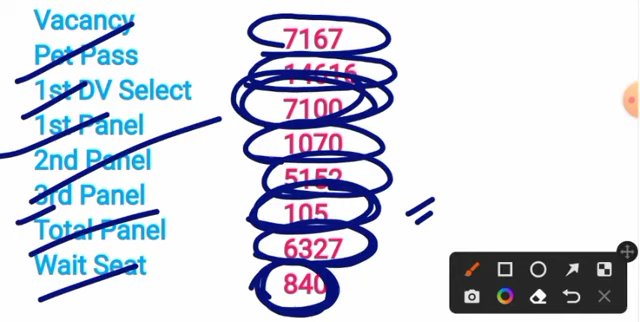 Vacancy 7167
Pet Pass 14616
1st DV Select 7100
1st Panel 1070
2nd Panel 5152
3rd Panel 105
Total Panel 6327
Wait Seat 840